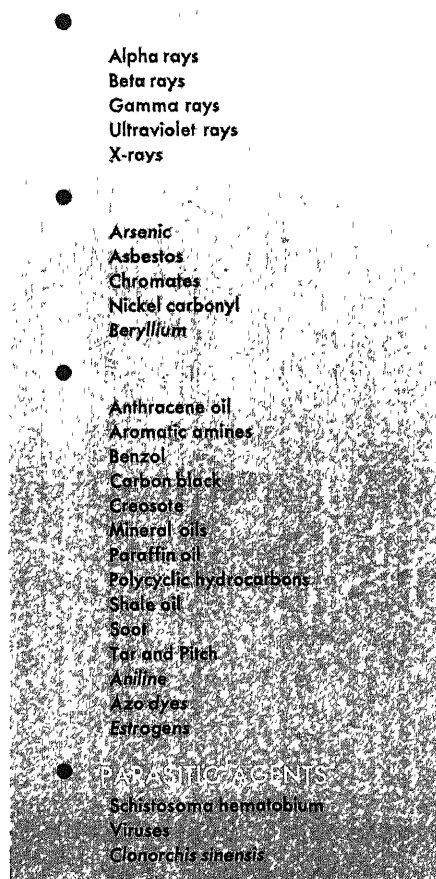 ●
Alpha rays
Beta rays
Gamma rays
Ultraviolet rays
X-rays
●
Arsenic
Asbestos
Chromates
Nickel carbonyl
Beryllium
●
Anthracene oil
Aromatic amines
Benzol
Carbon black
Creosote
Mineral oils
Paraffin oil
Polycyclic hydrocarbons
Shale oil
Soot
Tar and Pitch
Aniline
Azo dyes
Estrogens
● PARASITIC AGENTS
Schistosoma hematobium
Viruses
Clonorchis sinensis